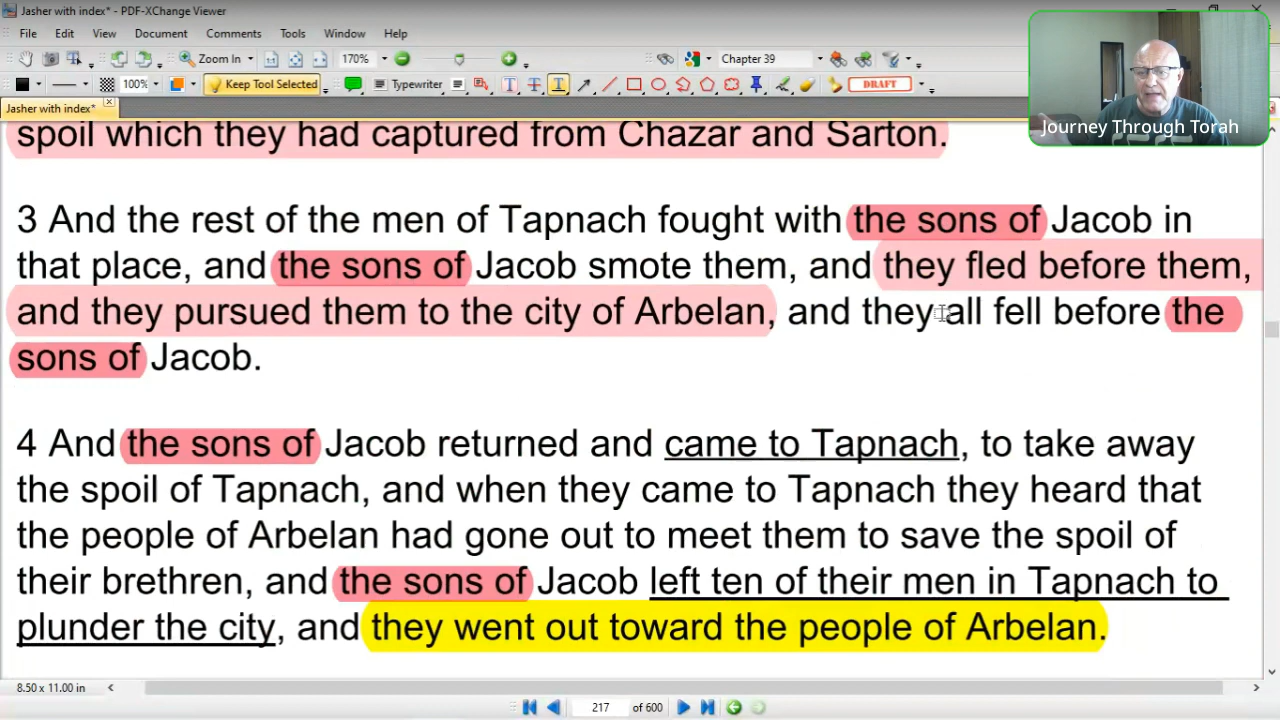 Jasher with index* - PDF-XChange Viewer
File Edit View Document Comments Tools Window Help
Zoom In 170% Chapter 39
100% Keep Tool Selected Typewriter DRAFT
Jasher with index*
Journey Through Torah
spoil which they had captured from Chazar and Sarton.
3 And the rest of the men of Tapnach fought with the sons of Jacob in
that place, and the sons of Jacob smote them, and they fled before them,
and they pursued them to the city of Arbelan, and they all fell before the
sons of Jacob.
4 And the sons of Jacob returned and came to Tapnach, to take away
the spoil of Tapnach, and when they came to Tapnach they heard that
the people of Arbelan had gone out to meet them to save the spoil of
their brethren, and the sons of Jacob left ten of their men in Tapnach to
plunder the city, and they went out toward the people of Arbelan.
8.50 x 11.00 in
217 of 600